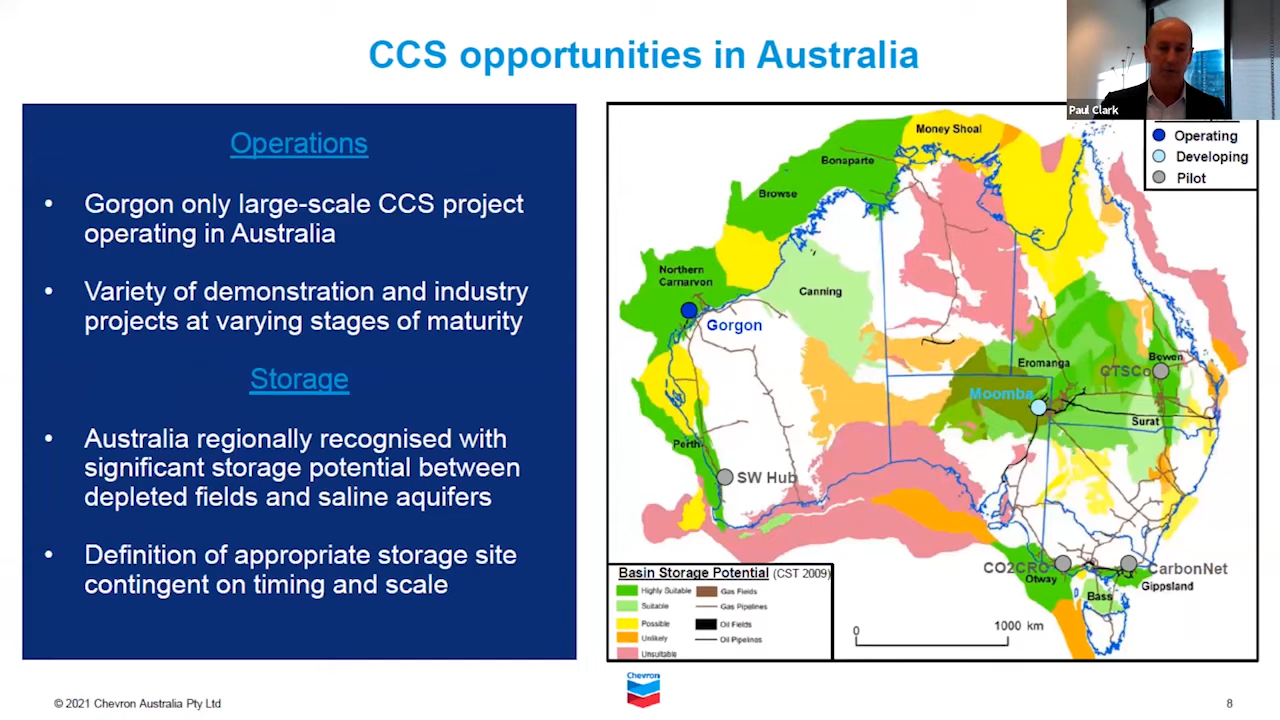 CCS opportunities in Australia
Paul Clark
Operations
• Gorgon only large-scale CCS project
operating in Australia
• Variety of demonstration and industry
projects at varying stages of maturity
Storage
• Australia regionally recognised with
significant storage potential between
depleted fields and saline aquifers
• Definition of appropriate storage site
contingent on timing and scale
Operating
Developing
Pilot
Money Shoal
Bonaparte
Browse
Northern
Carnarvon
Canning
Gorgon
Eromanga
Bowen
CTSCo
Moomba
Surat
Perth
SW Hub
CO2CRC
Otway
CarbonNet
Gippsland
Bass
Basin Storage Potential (CST 2009)
Highly Suitable
Gas Fields
Suitable
Gas Pipelines
Possible
Oil Fields
Unlikely
Oil Pipelines
Unsuitable
0
1000 km
Chevron
© 2021 Chevron Australia Pty Ltd
8